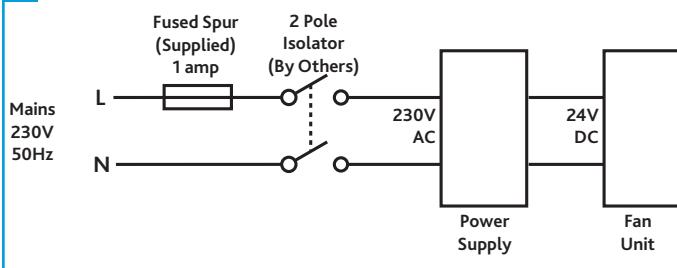 Fused Spur
(Supplied)
1 amp
2 Pole
Isolator
(By Others)
Mains
230V
50Hz
L
N
230V
AC
24V
DC
Power
Supply
Fan
Unit